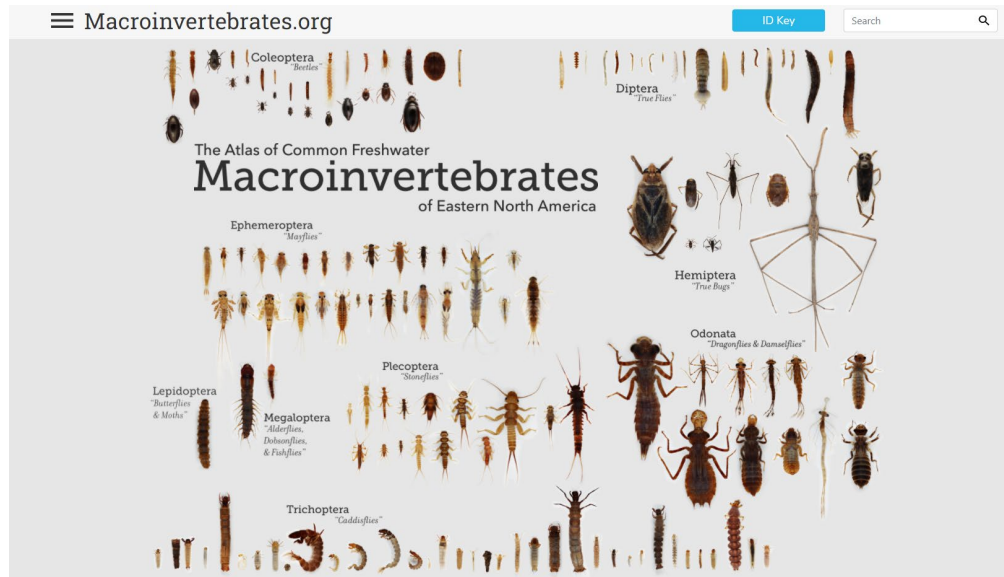 Macroinvertebrates.org
ID Key
Search
Coleoptera
"Beetles"
Diptera
"True Flies"
The Atlas of Common Freshwater
Macroinvertebrates
of Eastern North America
Ephemeroptera
"Mayflies"
Hemiptera
"True Bugs"
Odonata
"Dragonflies & Damselflies"
Plecoptera
"Stoneflies"
Lepidoptera
"Butterflies
& Moths"
Megaloptera
"Alderflies,
Dobsonflies,
& Fishflies"
Trichoptera
"Caddisflies"